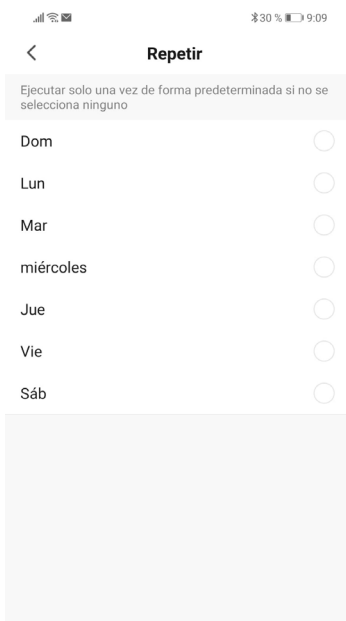 30 % 9:09
Repetir
Ejecutar solo una vez de forma predeterminada si no se
selecciona ninguno
Dom
Lun
Mar
miércoles
Jue
Vie
Sáb